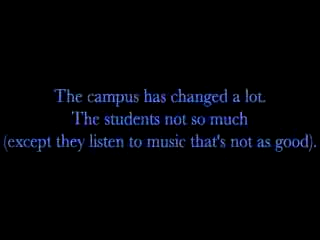 The campus has changed a lot.
The students not so much
(except they listen to music that's not as good).